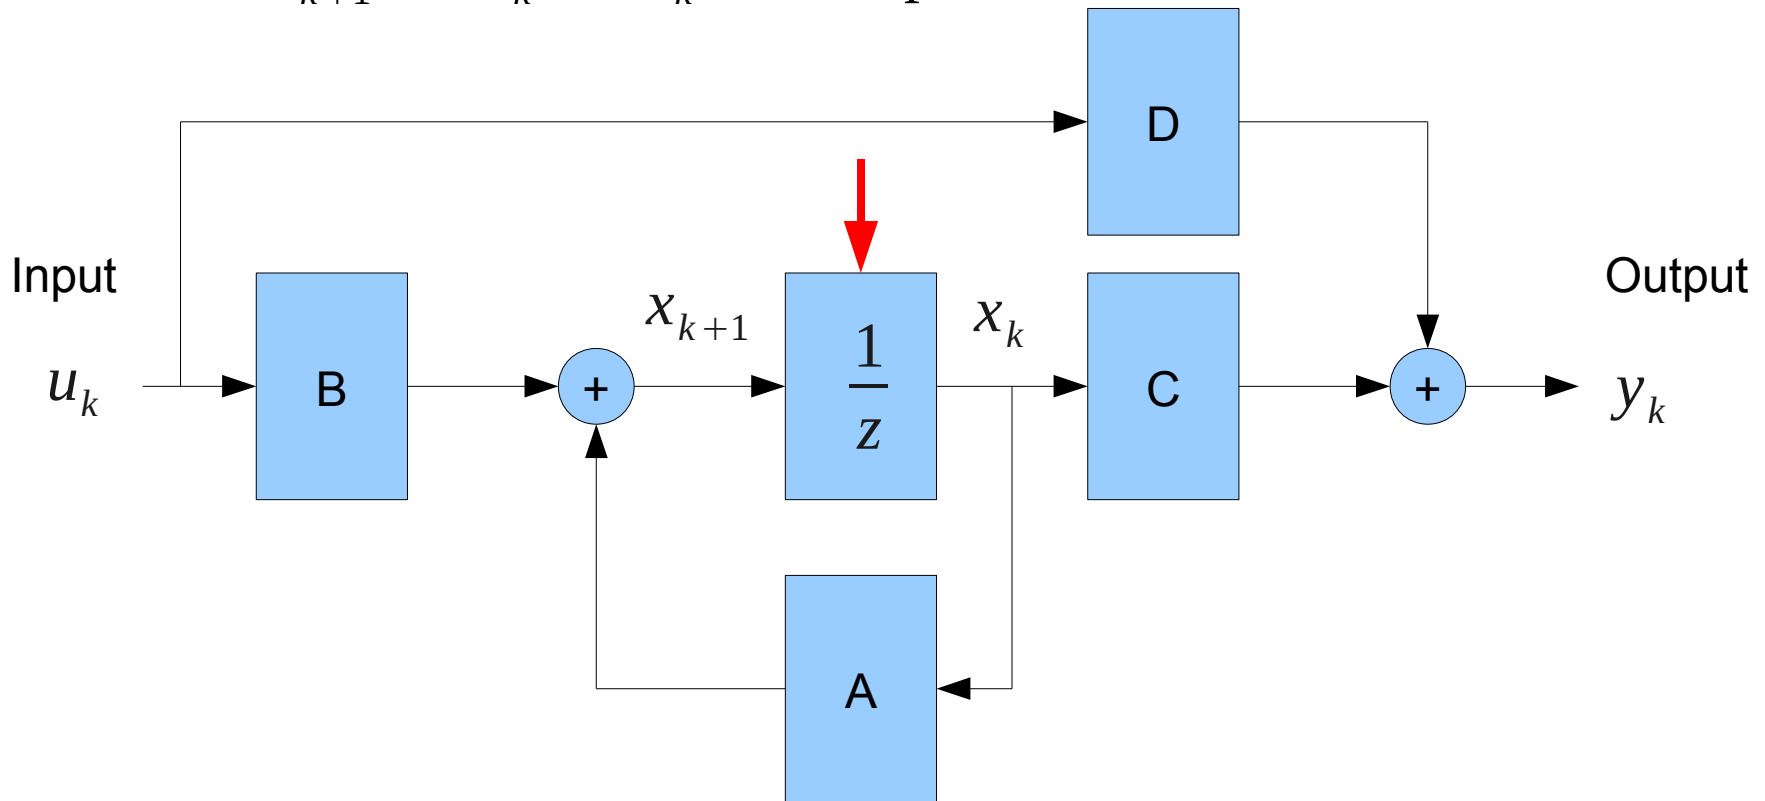 D
Input
Output
x_{k+1}
x_k
1/z
u_k
B
+
C
+
y_k
A